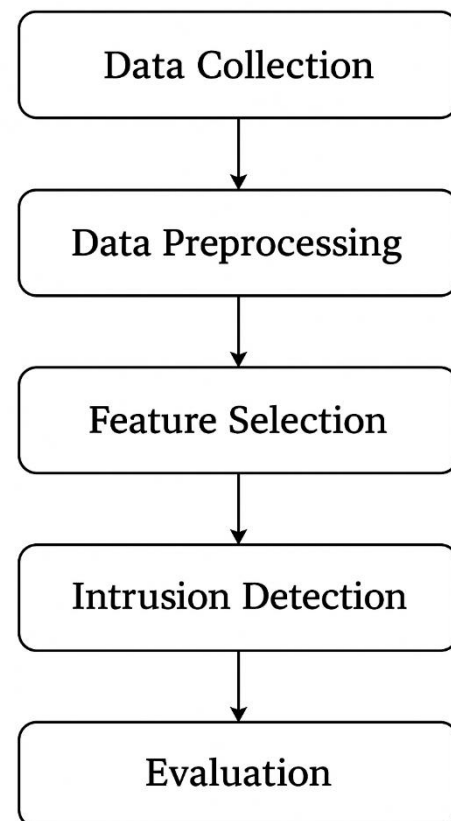 Data Collection
Data Preprocessing
Feature Selection
Intrusion Detection
Evaluation